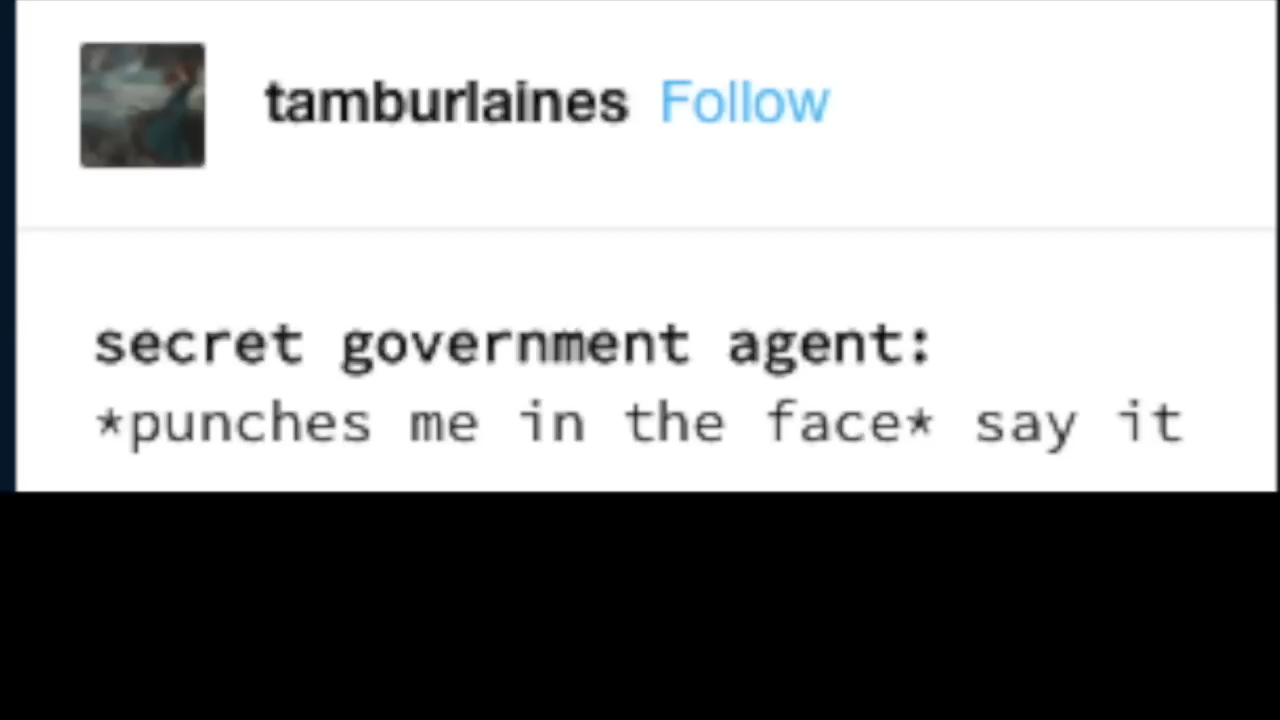 tamburlaines Follow
secret government agent:
*punches me in the face* say it